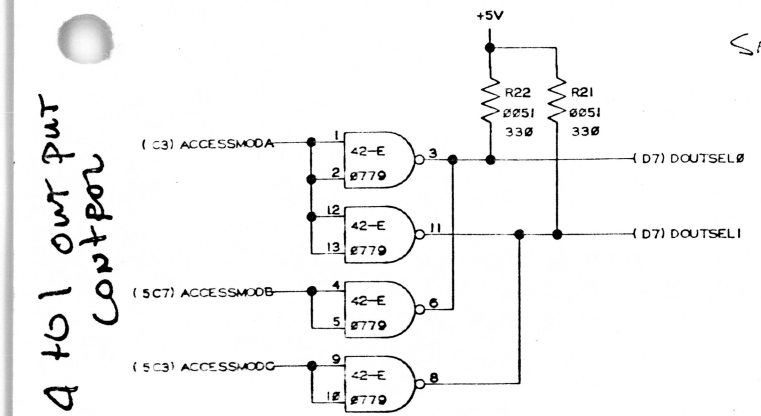 +5V
R22
0051
330
R21
0051
330
(C3) ACCESSMODA
1
2
42-E
0779
3
(D7) DOUTSEL0
12
13
42-E
0779
11
(D7) DOUTSEL1
(5C7) ACCESSMODB
4
5
42-E
0779
6
(5C3) ACCESSMODC
9
10
42-E
0779
8
4 to 1 output
control